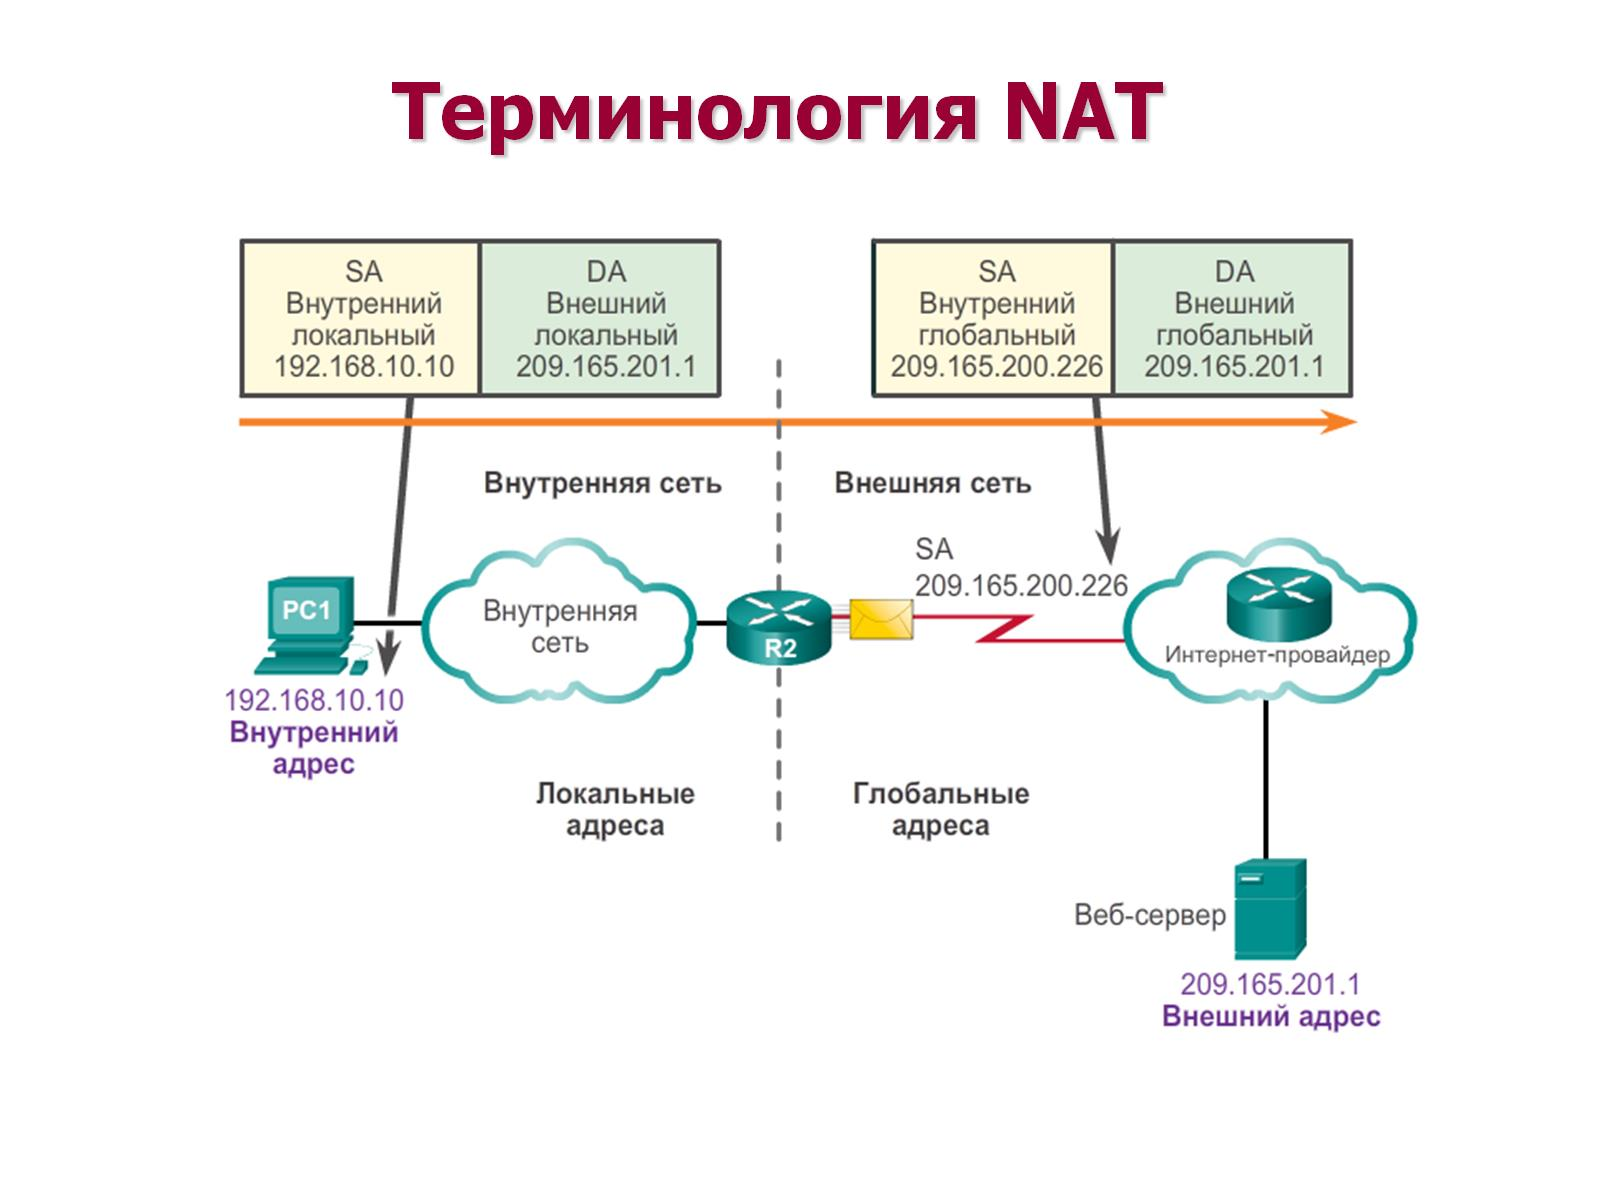 Терминология NAT
SA
Внутренний
локальный
192.168.10.10
DA
Внешний
локальный
209.165.201.1
SA
Внутренний
глобальный
209.165.200.226
DA
Внешний
глобальный
209.165.201.1
Внутренняя сеть
Внешняя сеть
SA
209.165.200.226
PC1
Внутренняя
сеть
R2
Интернет-провайдер
192.168.10.10
Внутренний
адрес
Локальные
адреса
Глобальные
адреса
Веб-сервер
209.165.201.1
Внешний адрес